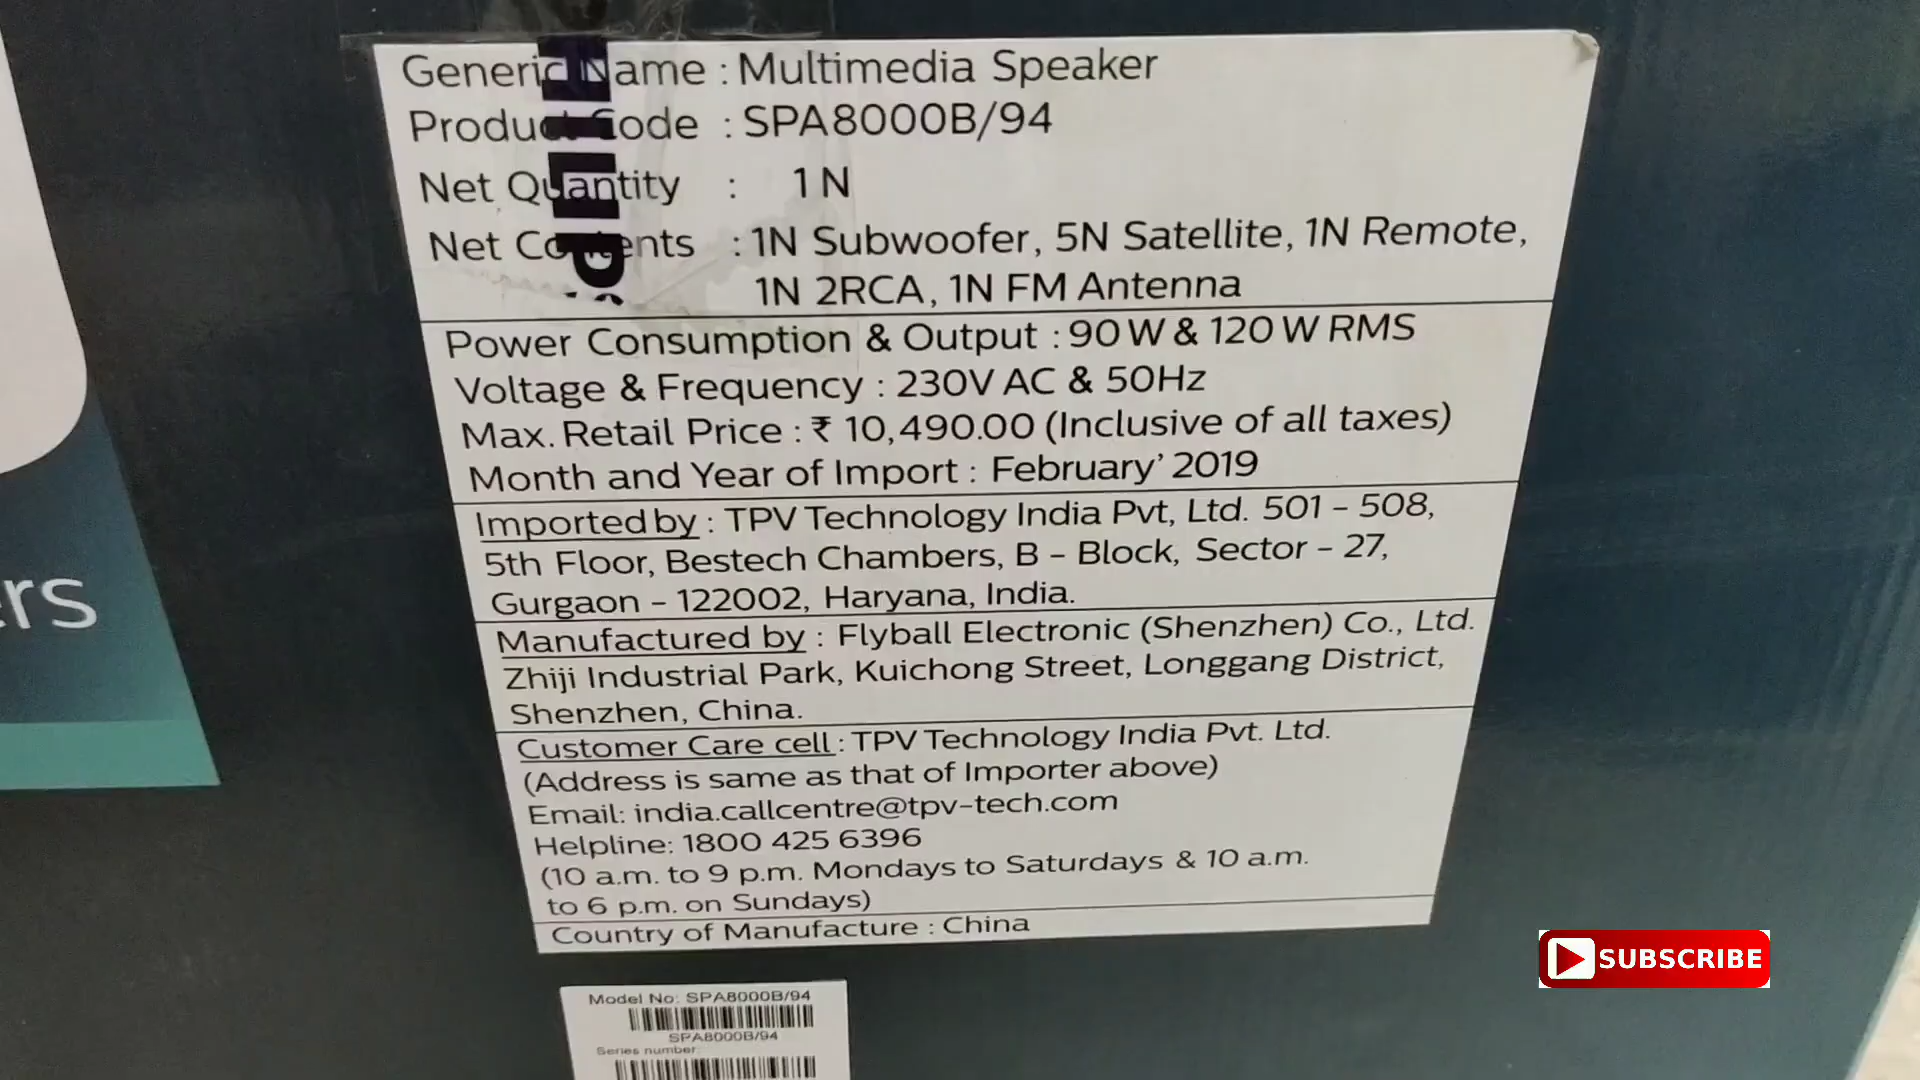 Generic Name : Multimedia Speaker
Product Code : SPA8000B/94
Net Quantity : 1 N
Net Contents : 1N Subwoofer, 5N Satellite, 1N Remote,
1N 2RCA, 1N FM Antenna
Power Consumption & Output : 90 W & 120 W RMS
Voltage & Frequency : 230V AC & 50Hz
Max. Retail Price : ₹ 10,490.00 (Inclusive of all taxes)
Month and Year of Import : February' 2019
Imported by : TPV Technology India Pvt, Ltd. 501 - 508,
5th Floor, Bestech Chambers, B - Block, Sector - 27,
Gurgaon - 122002, Haryana, India.
Manufactured by : Flyball Electronic (Shenzhen) Co., Ltd.
Zhiji Industrial Park, Kuichong Street, Longgang District,
Shenzhen, China.
Customer Care cell : TPV Technology India Pvt. Ltd.
(Address is same as that of Importer above)
Email: india.callcentre@tpv-tech.com
Helpline: 1800 425 6396
(10 a.m. to 9 p.m. Mondays to Saturdays & 10 a.m.
to 6 p.m. on Sundays)
Country of Manufacture : China
Model No: SPA8000B/94
SPA8000B/94
Series number
SUBSCRIBE